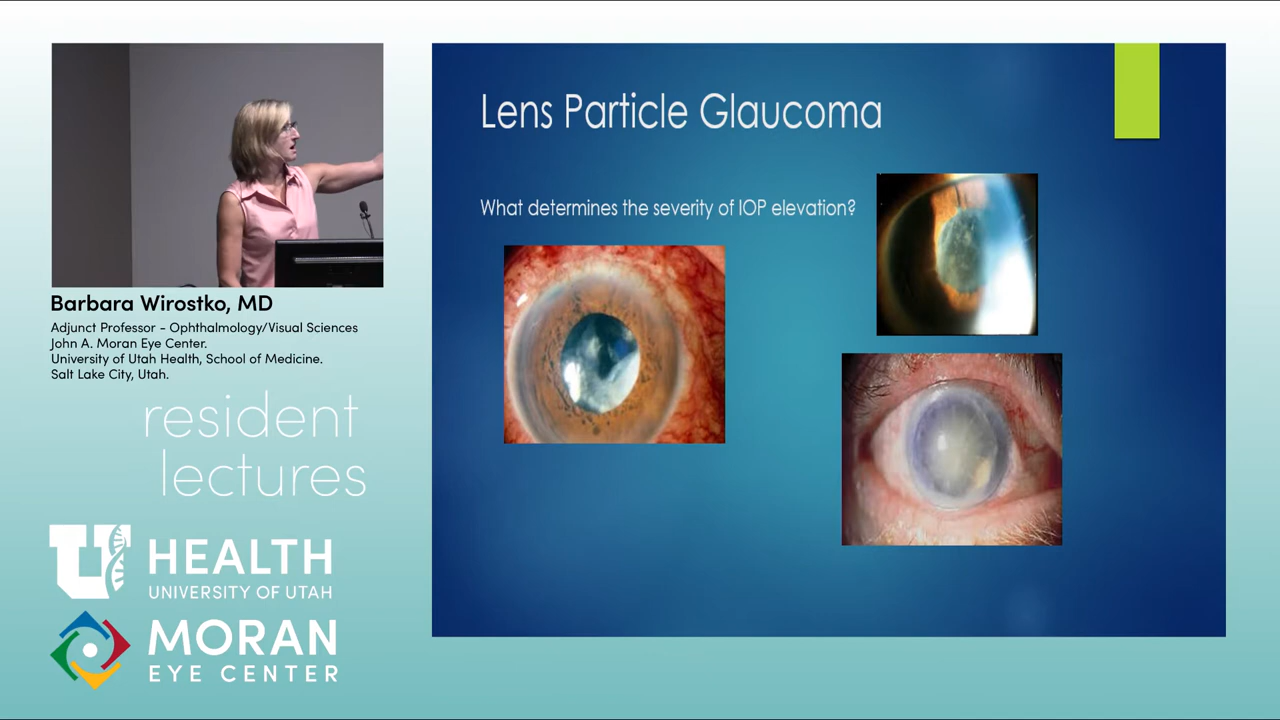 Lens Particle Glaucoma
What determines the severity of IOP elevation?
Barbara Wirostko, MD
Adjunct Professor - Ophthalmology/Visual Sciences
John A. Moran Eye Center.
University of Utah Health, School of Medicine.
Salt Lake City, Utah.
resident
lectures
U
HEALTH
UNIVERSITY OF UTAH
MORAN
EYE CENTER